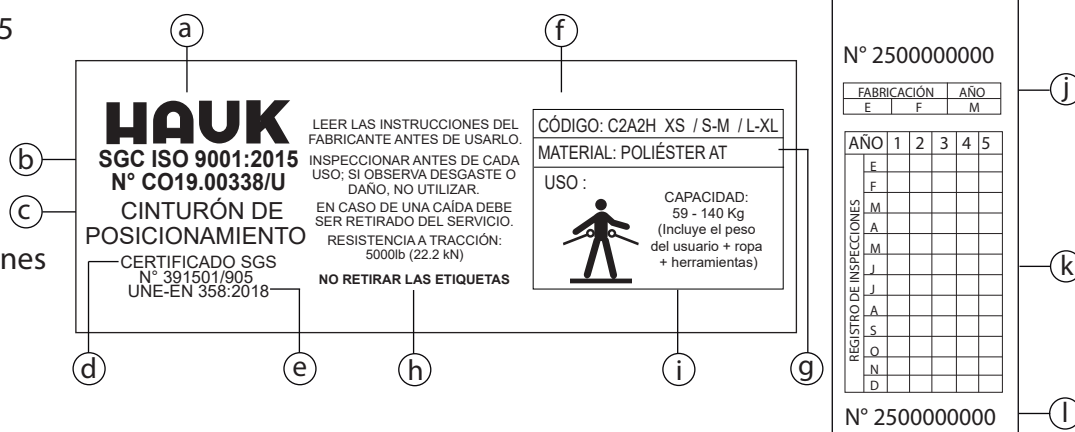 5
nes
a
b
c
d
e
f
g
h
i
j
k
l
HAUK
SGC ISO 9001:2015
N° CO19.00338/U
CINTURÓN DE
POSICIONAMIENTO
CERTIFICADO SGS
N° 391501/905
UNE-EN 358:2018
LEER LAS INSTRUCCIONES DEL
FABRICANTE ANTES DE USARLO.
INSPECCIONAR ANTES DE CADA
USO; SI OBSERVA DESGASTE O
DAÑO, NO UTILIZAR.
EN CASO DE UNA CAÍDA DEBE
SER RETIRADO DEL SERVICIO.
RESISTENCIA A TRACCIÓN:
5000lb (22.2 kN)
NO RETIRAR LAS ETIQUETAS
CÓDIGO: C2A2H XS / S-M / L-XL
MATERIAL: POLIÉSTER AT
USO :
CAPACIDAD:
59 - 140 Kg
(Incluye el peso
del usuario + ropa
+ herramientas)
N° 2500000000
FABRICACIÓN AÑO
E F M
AÑO 1 2 3 4 5
REGISTRO DE INSPECCIONES
E
F
M
A
M
J
J
A
S
O
N
D
N° 2500000000